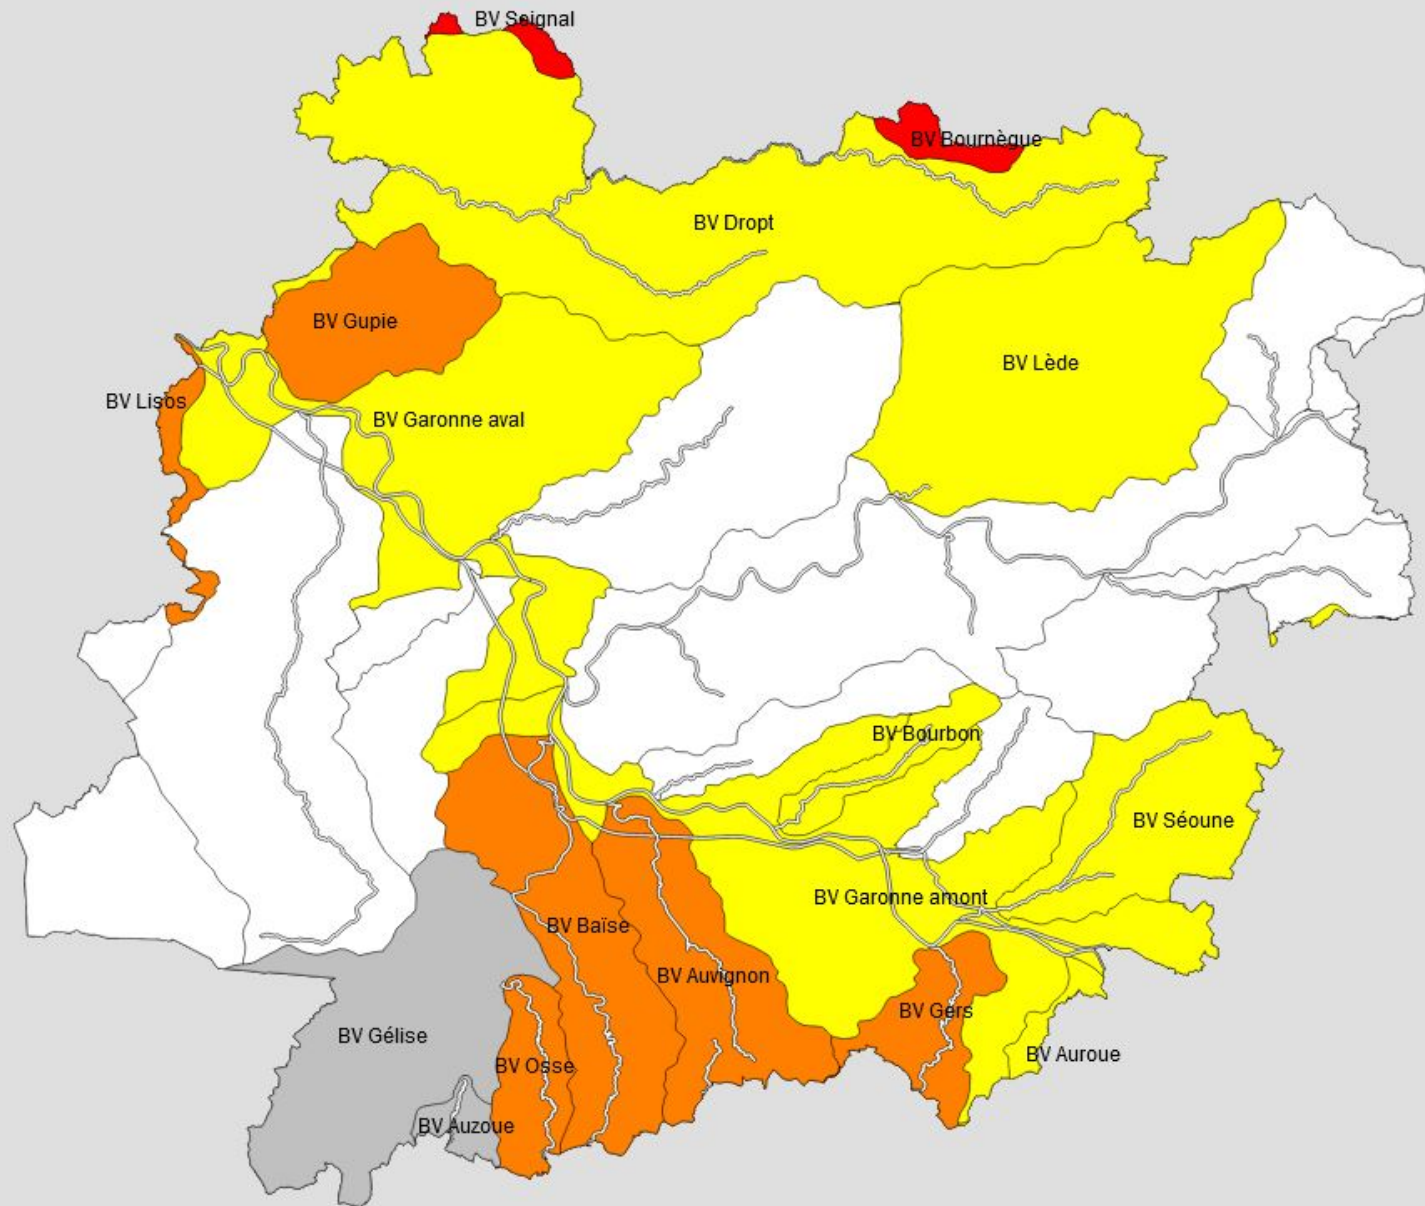 BV Seignal
BV Bournègue
BV Dropt
BV Gupie
BV Lède
BV Lisos
BV Garonne aval
BV Bourbon
BV Séoune
BV Garonne amont
BV Baïse
BV Auvignon
BV Gers
BV Gélise
BV Auroue
BV Osse
BV Auzoue